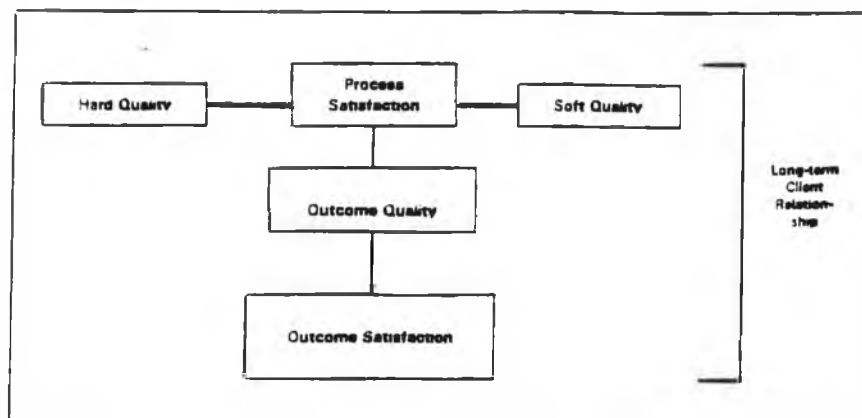 Process
Satisfaction
Hard Quality
Soft Quality
Outcome Quality
Outcome Satisfaction
Long-term
Client
Relation-
ship